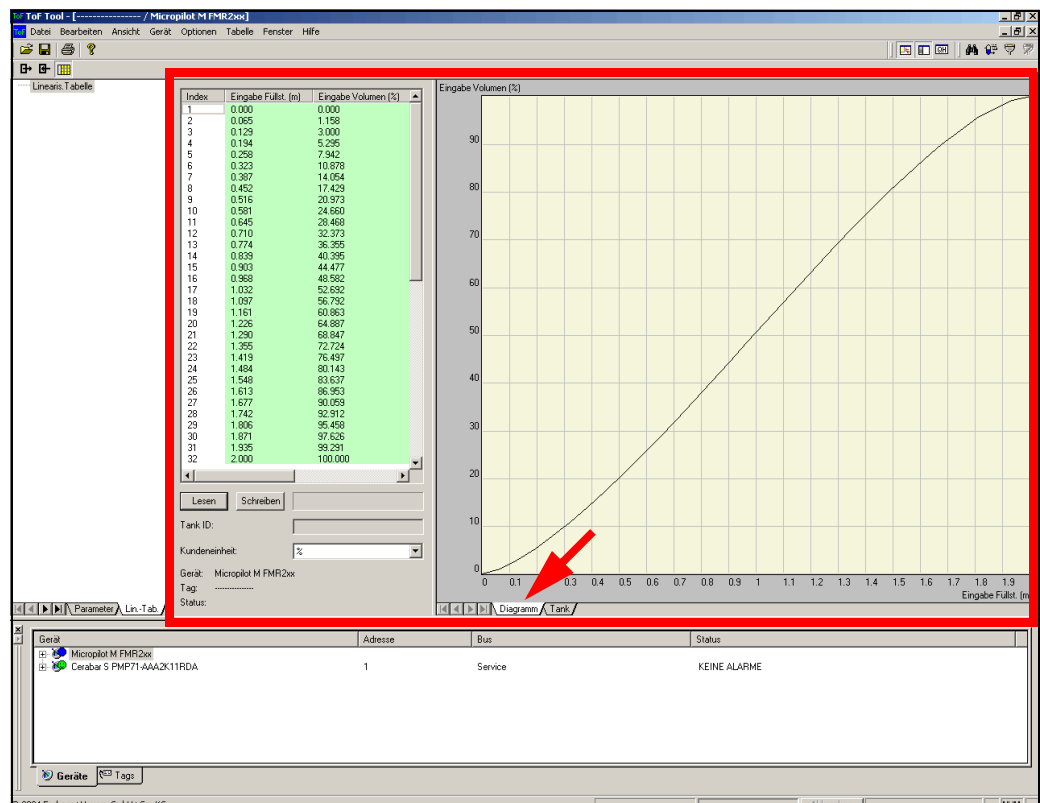 ToF Tool - [---------------- / Micropilot M FMR2xx]
Datei Bearbeiten Ansicht Gerät Optionen Tabelle Fenster Hilfe
Linearis.Tabelle
Index Eingabe Füllst. (m) Eingabe Volumen (%)
1 0.000 0.000
2 0.065 1.158
3 0.129 3.000
4 0.194 5.295
5 0.258 7.942
6 0.323 10.878
7 0.387 14.054
8 0.452 17.429
9 0.516 20.973
10 0.581 24.660
11 0.645 28.468
12 0.710 32.373
13 0.774 36.355
14 0.839 40.395
15 0.903 44.477
16 0.968 48.582
17 1.032 52.692
18 1.097 56.792
19 1.161 60.863
20 1.226 64.887
21 1.290 68.847
22 1.355 72.724
23 1.419 76.497
24 1.484 80.143
25 1.548 83.637
26 1.613 86.953
27 1.677 90.059
28 1.742 92.912
29 1.806 95.458
30 1.871 97.626
31 1.935 99.291
32 2.000 100.000
Lesen Schreiben
Tank ID:
Kundeneinheit: %
Gerät: Micropilot M FMR2xx
Tag: ---------------
Status:
Parameter Lin.-Tab.
Eingabe Volumen (%)
90
80
70
60
50
40
30
20
10
0
0 0.1 0.3 0.4 0.5 0.6 0.7 0.8 0.9 1 1.1 1.2 1.3 1.4 1.5 1.6 1.7 1.8 1.9
Eingabe Füllst. (m
Diagramm Tank
Gerät Adresse Bus Status
Micropilot M FMR2xx
Cerabar S PMP71-AAA2K11RDA 1 Service KEINE ALARME
Geräte Tags